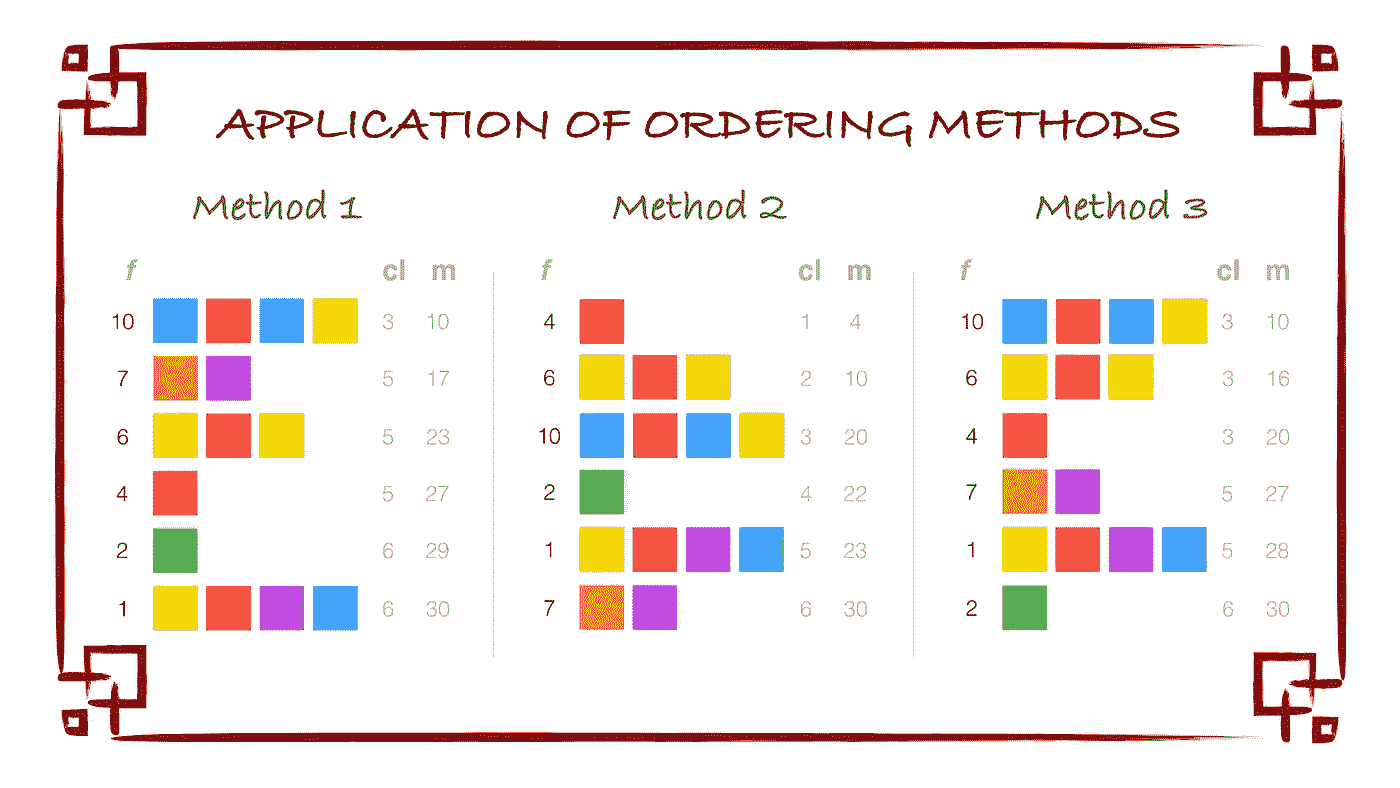 APPLICATION OF ORDERING METHODS
Method 1
f cl m
10 3 10
7 5 17
6 5 23
4 5 27
2 6 29
1 6 30
Method 2
f cl m
4 1 4
6 2 10
10 3 20
2 4 22
1 5 23
7 6 30
Method 3
f cl m
10 3 10
6 3 16
4 3 20
7 5 27
1 5 28
2 6 30